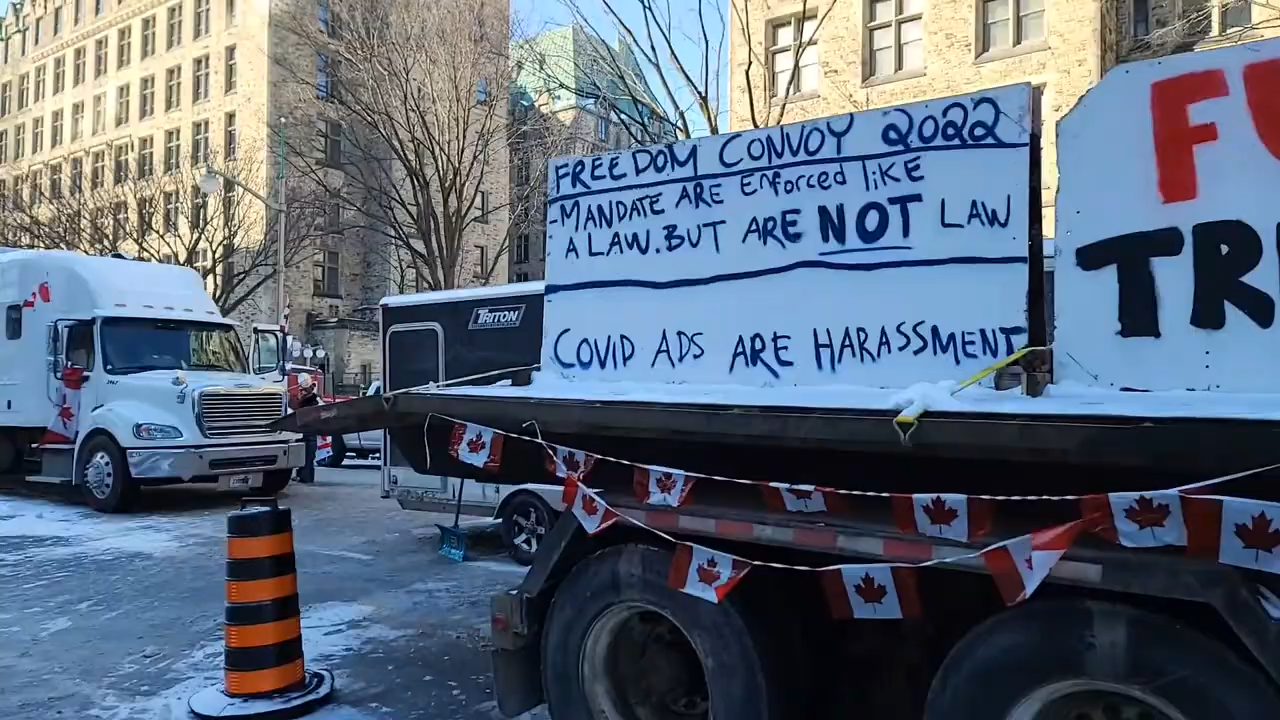 FREEDOM CONVOY 2022
-MANDATE ARE Enforced liKE
A LAW. BUT ARE NOT LAW
COVID ADS ARE HARASSMENT
TRITON